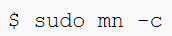 $ sudo mn -c